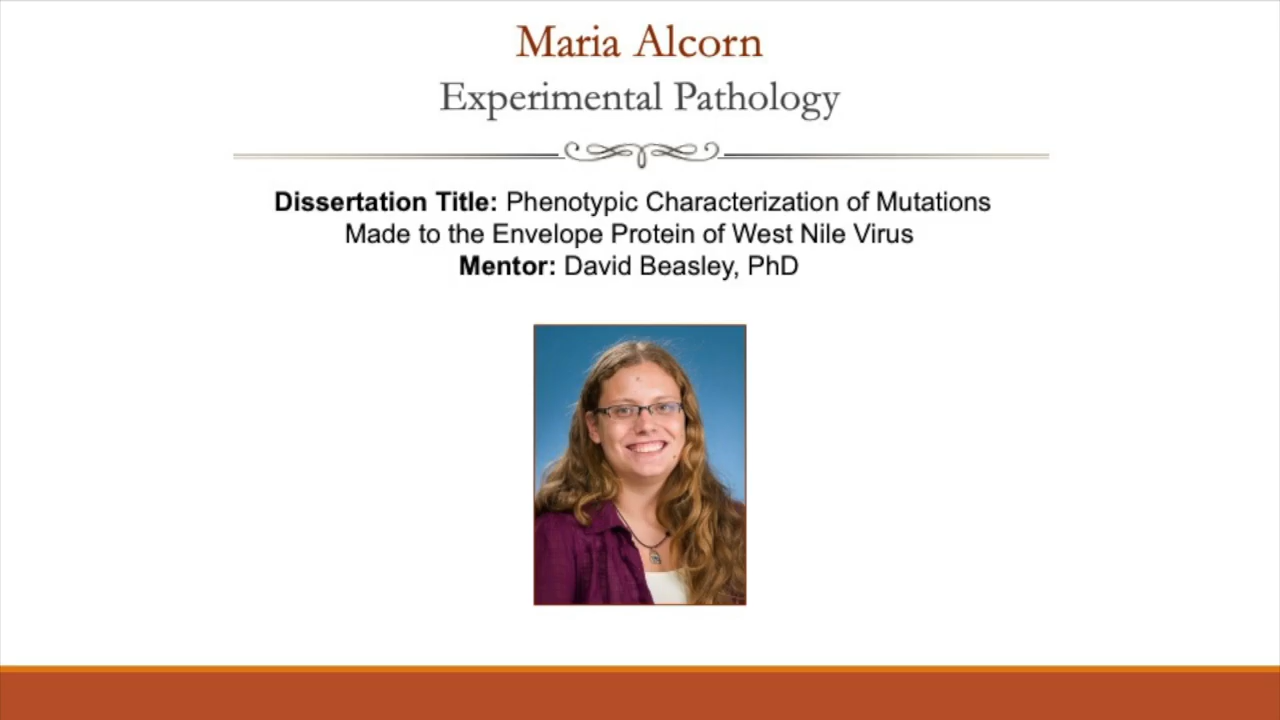 Maria Alcorn
Experimental Pathology
Dissertation Title: Phenotypic Characterization of Mutations
Made to the Envelope Protein of West Nile Virus
Mentor: David Beasley, PhD